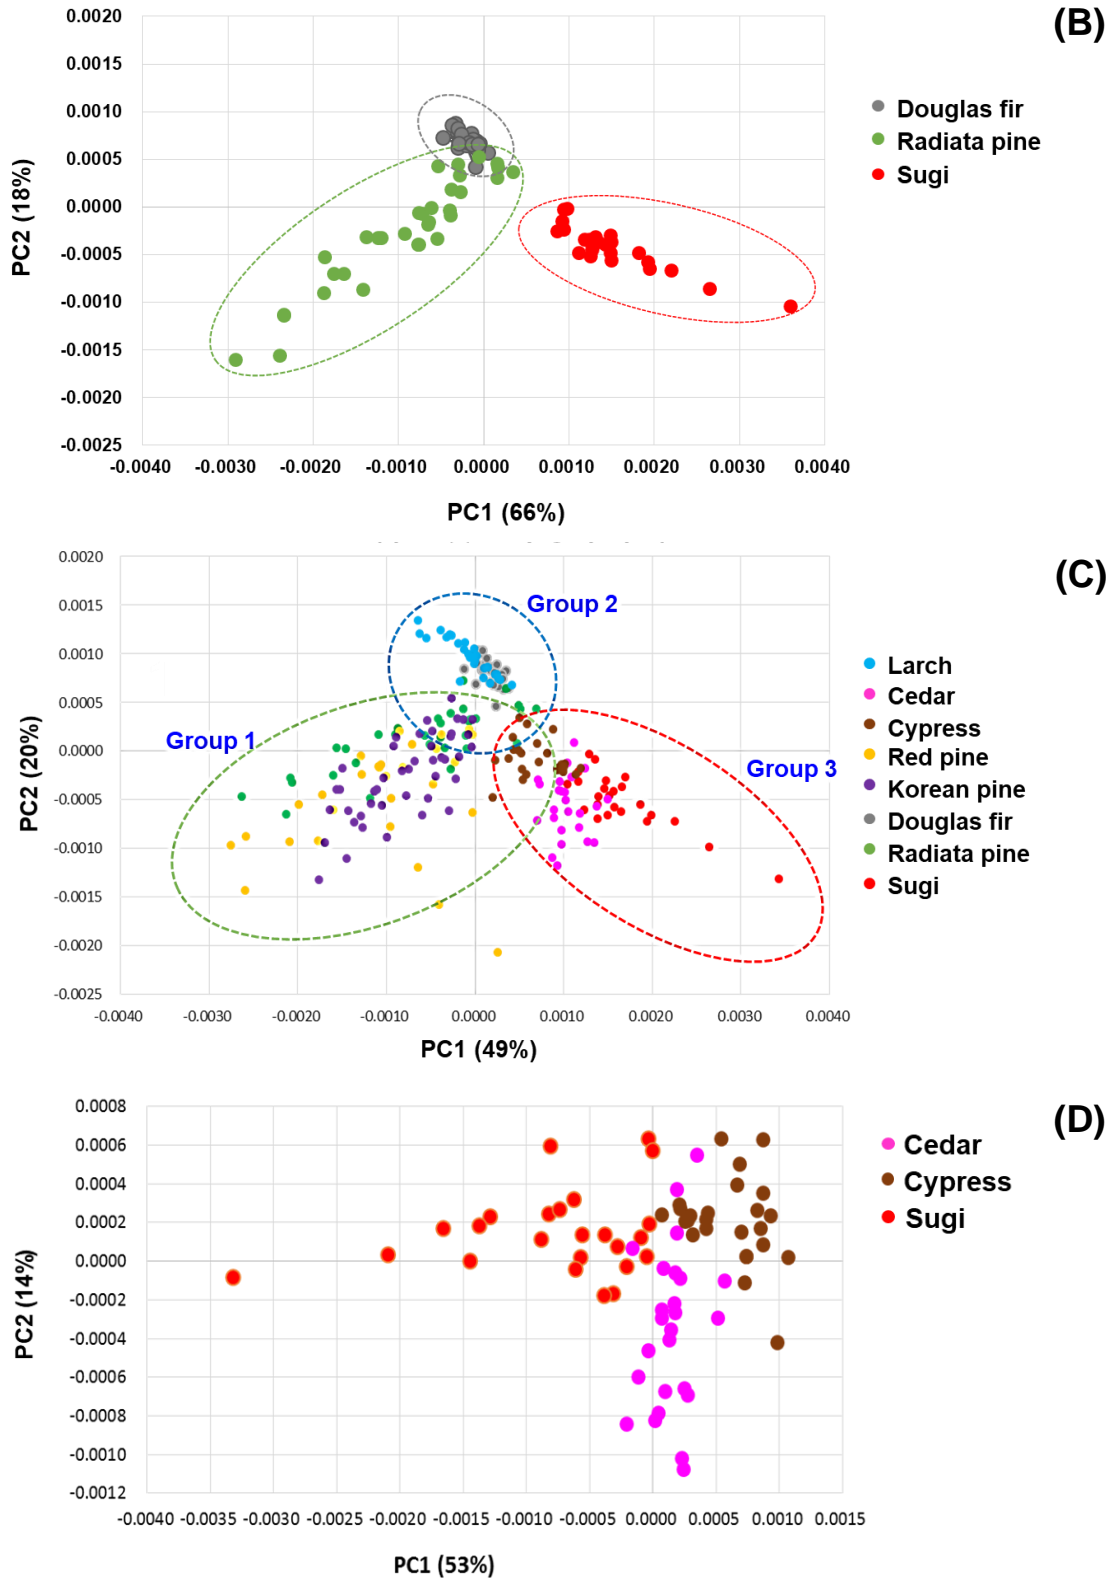 (B)
0.0020
0.0015
0.0010
0.0005
0.0000
-0.0005
-0.0010
-0.0015
-0.0020
-0.0025
PC2 (18%)
-0.0040 -0.0030 -0.0020 -0.0010 0.0000 0.0010 0.0020 0.0030 0.0040
PC1 (66%)
Douglas fir
Radiata pine
Sugi
(C)
0.0020
0.0015
0.0010
0.0005
0.0000
-0.0005
-0.0010
-0.0015
-0.0020
-0.0025
PC2 (20%)
Group 2
Group 1
Group 3
-0.0040 -0.0030 -0.0020 -0.0010 0.0000 0.0010 0.0020 0.0030 0.0040
PC1 (49%)
Larch
Cedar
Cypress
Red pine
Korean pine
Douglas fir
Radiata pine
Sugi
(D)
0.0008
0.0006
0.0004
0.0002
0.0000
-0.0002
-0.0004
-0.0006
-0.0008
-0.0010
-0.0012
PC2 (14%)
-0.0040 -0.0035 -0.0030 -0.0025 -0.0020 -0.0015 -0.0010 -0.0005 0.0000 0.0005 0.0010 0.0015
PC1 (53%)
Cedar
Cypress
Sugi